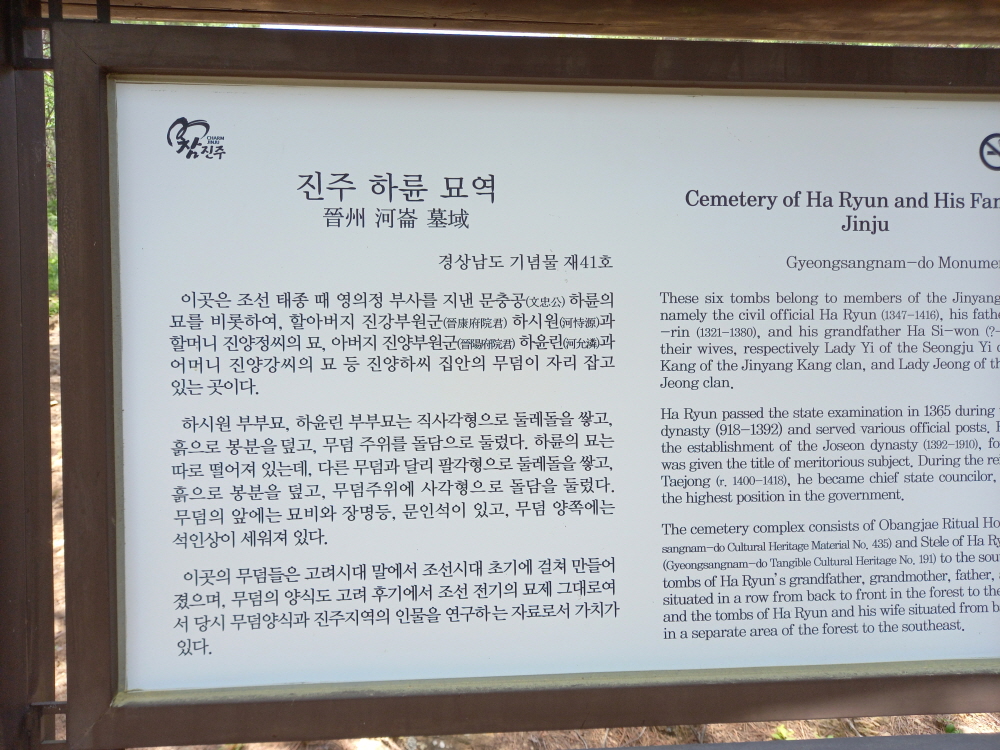 참진주
CHARM
JINJU
진주 하륜 묘역
晉州 河崙 墓域
경상남도 기념물 재41호
이곳은 조선 태종 때 영의정 부사를 지낸 문충공(文忠公) 하륜의
묘를 비롯하여, 할아버지 진강부원군(晉康府院君) 하시원(河恃源)과
할머니 진양정씨의 묘, 아버지 진양부원군(晉陽府院君) 하윤린(河允潾)과
어머니 진양강씨의 묘 등 진양하씨 집안의 무덤이 자리 잡고
있는 곳이다.
하시원 부부묘, 하윤린 부부묘는 직사각형으로 둘레돌을 쌓고,
흙으로 봉분을 덮고, 무덤 주위를 돌담으로 둘렀다. 하륜의 묘는
따로 떨어져 있는데, 다른 무덤과 달리 팔각형으로 둘레돌을 쌓고,
흙으로 봉분을 덮고, 무덤주위에 사각형으로 돌담을 둘렀다.
무덤의 앞에는 묘비와 장명등, 문인석이 있고, 무덤 양쪽에는
석인상이 세워져 있다.
이곳의 무덤들은 고려시대 말에서 조선시대 초기에 걸쳐 만들어
졌으며, 무덤의 양식도 고려 후기에서 조선 전기의 묘제 그대로여
서 당시 무덤양식과 진주지역의 인물을 연구하는 자료로서 가치가
있다.
Cemetery of Ha Ryun and His
Jinju
Gyeongsangnam-do
These six tombs belong to members of the Jinyang
namely the civil official Ha Ryun (1347-1416), his
-rin (1321-1380), and his grandfather Ha Si-won (?-
their wives, respectively Lady Yi of the Seongju Yi
Kang of the Jinyang Kang clan, and Lady Jeong of
Jeong clan.
Ha Ryun passed the state examination in 1365 during
dynasty (918-1392) and served various official posts.
the establishment of the Joseon dynasty (1392-1910),
was given the title of meritorious subject. During the
Taejong (r. 1400-1418), he became chief state councilor,
the highest position in the government.
The cemetery complex consists of Obangjae Ritual
sangnam-do Cultural Heritage Material No. 435) and Stele of Ha
(Gyeongsangnam-do Tangible Cultural Heritage No. 191) to the
tombs of Ha Ryun's grandfather, grandmother, father,
situated in a row from back to front in the forest to the
and the tombs of Ha Ryun and his wife situated from
in a separate area of the forest to the southeast.